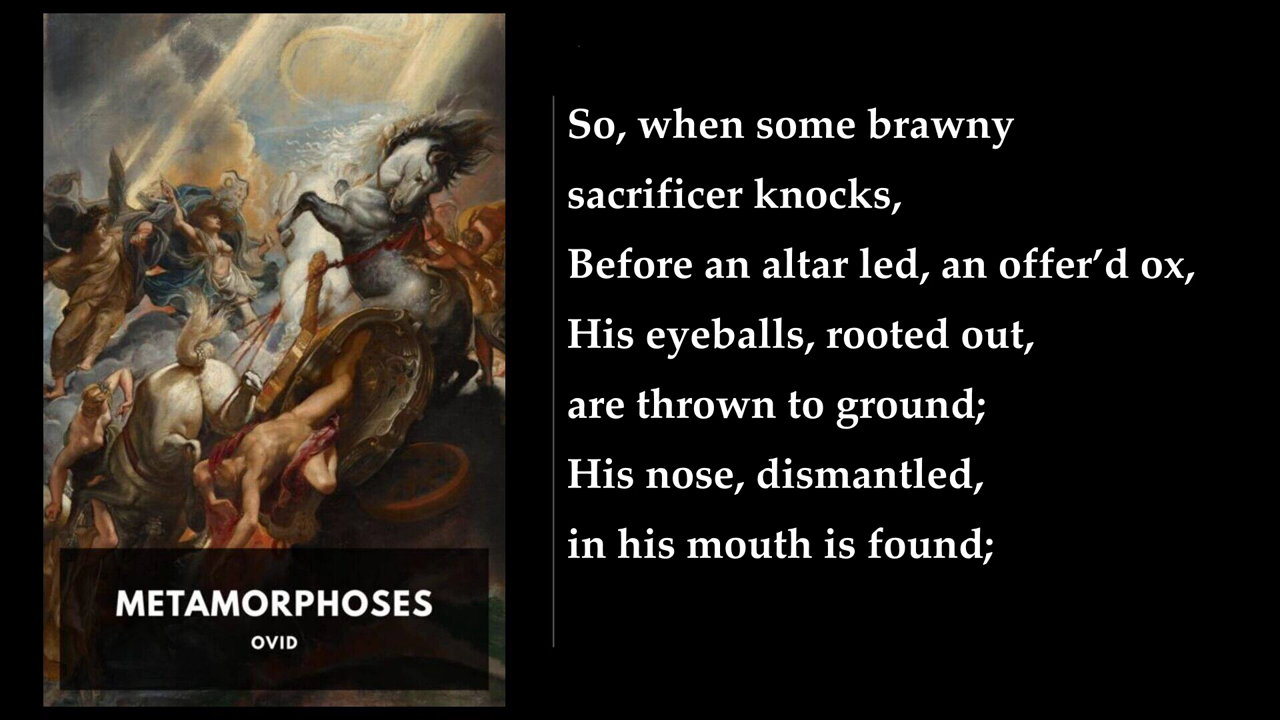 METAMORPHOSES
OVID
So, when some brawny
sacrificer knocks,
Before an altar led, an offer’d ox,
His eyeballs, rooted out,
are thrown to ground;
His nose, dismantled,
in his mouth is found;